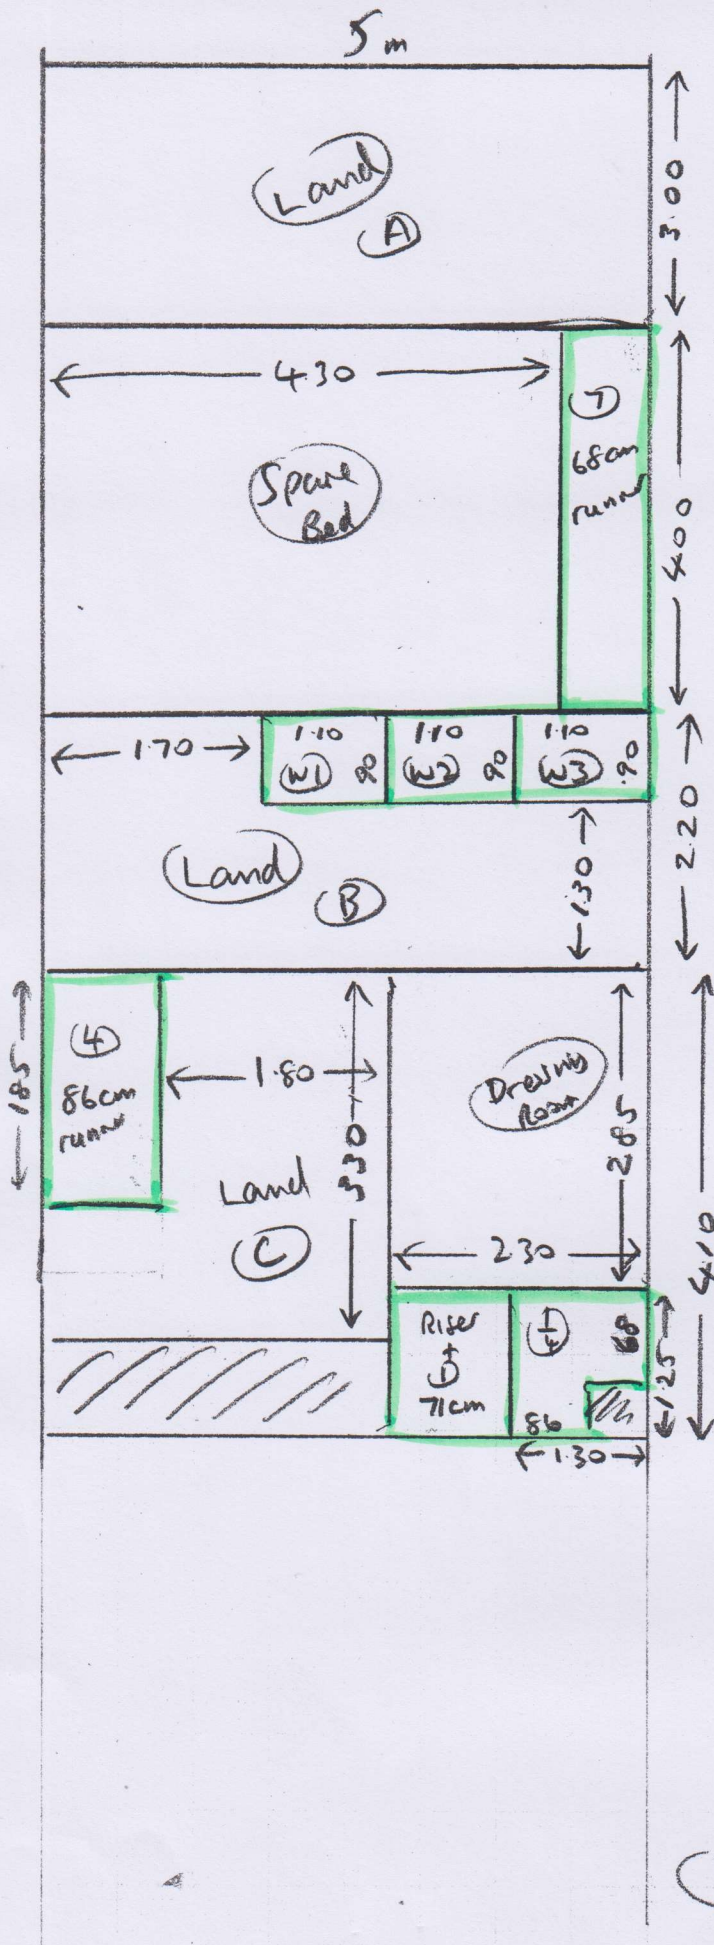 5m
Land
A
3.00
4.30
7
68cm
runner
Spare
Bed
4.00
1.70
1.10
W1 90
1.10
W2 90
1.10
W3 .90
2.20
Land
B
1.30
4
86cm
runner
1.85
1.80
3.30
Dressing
Room
2.85
Land
C
2.30
4.10
Riser
+
71cm
68
1.25
86
1.30